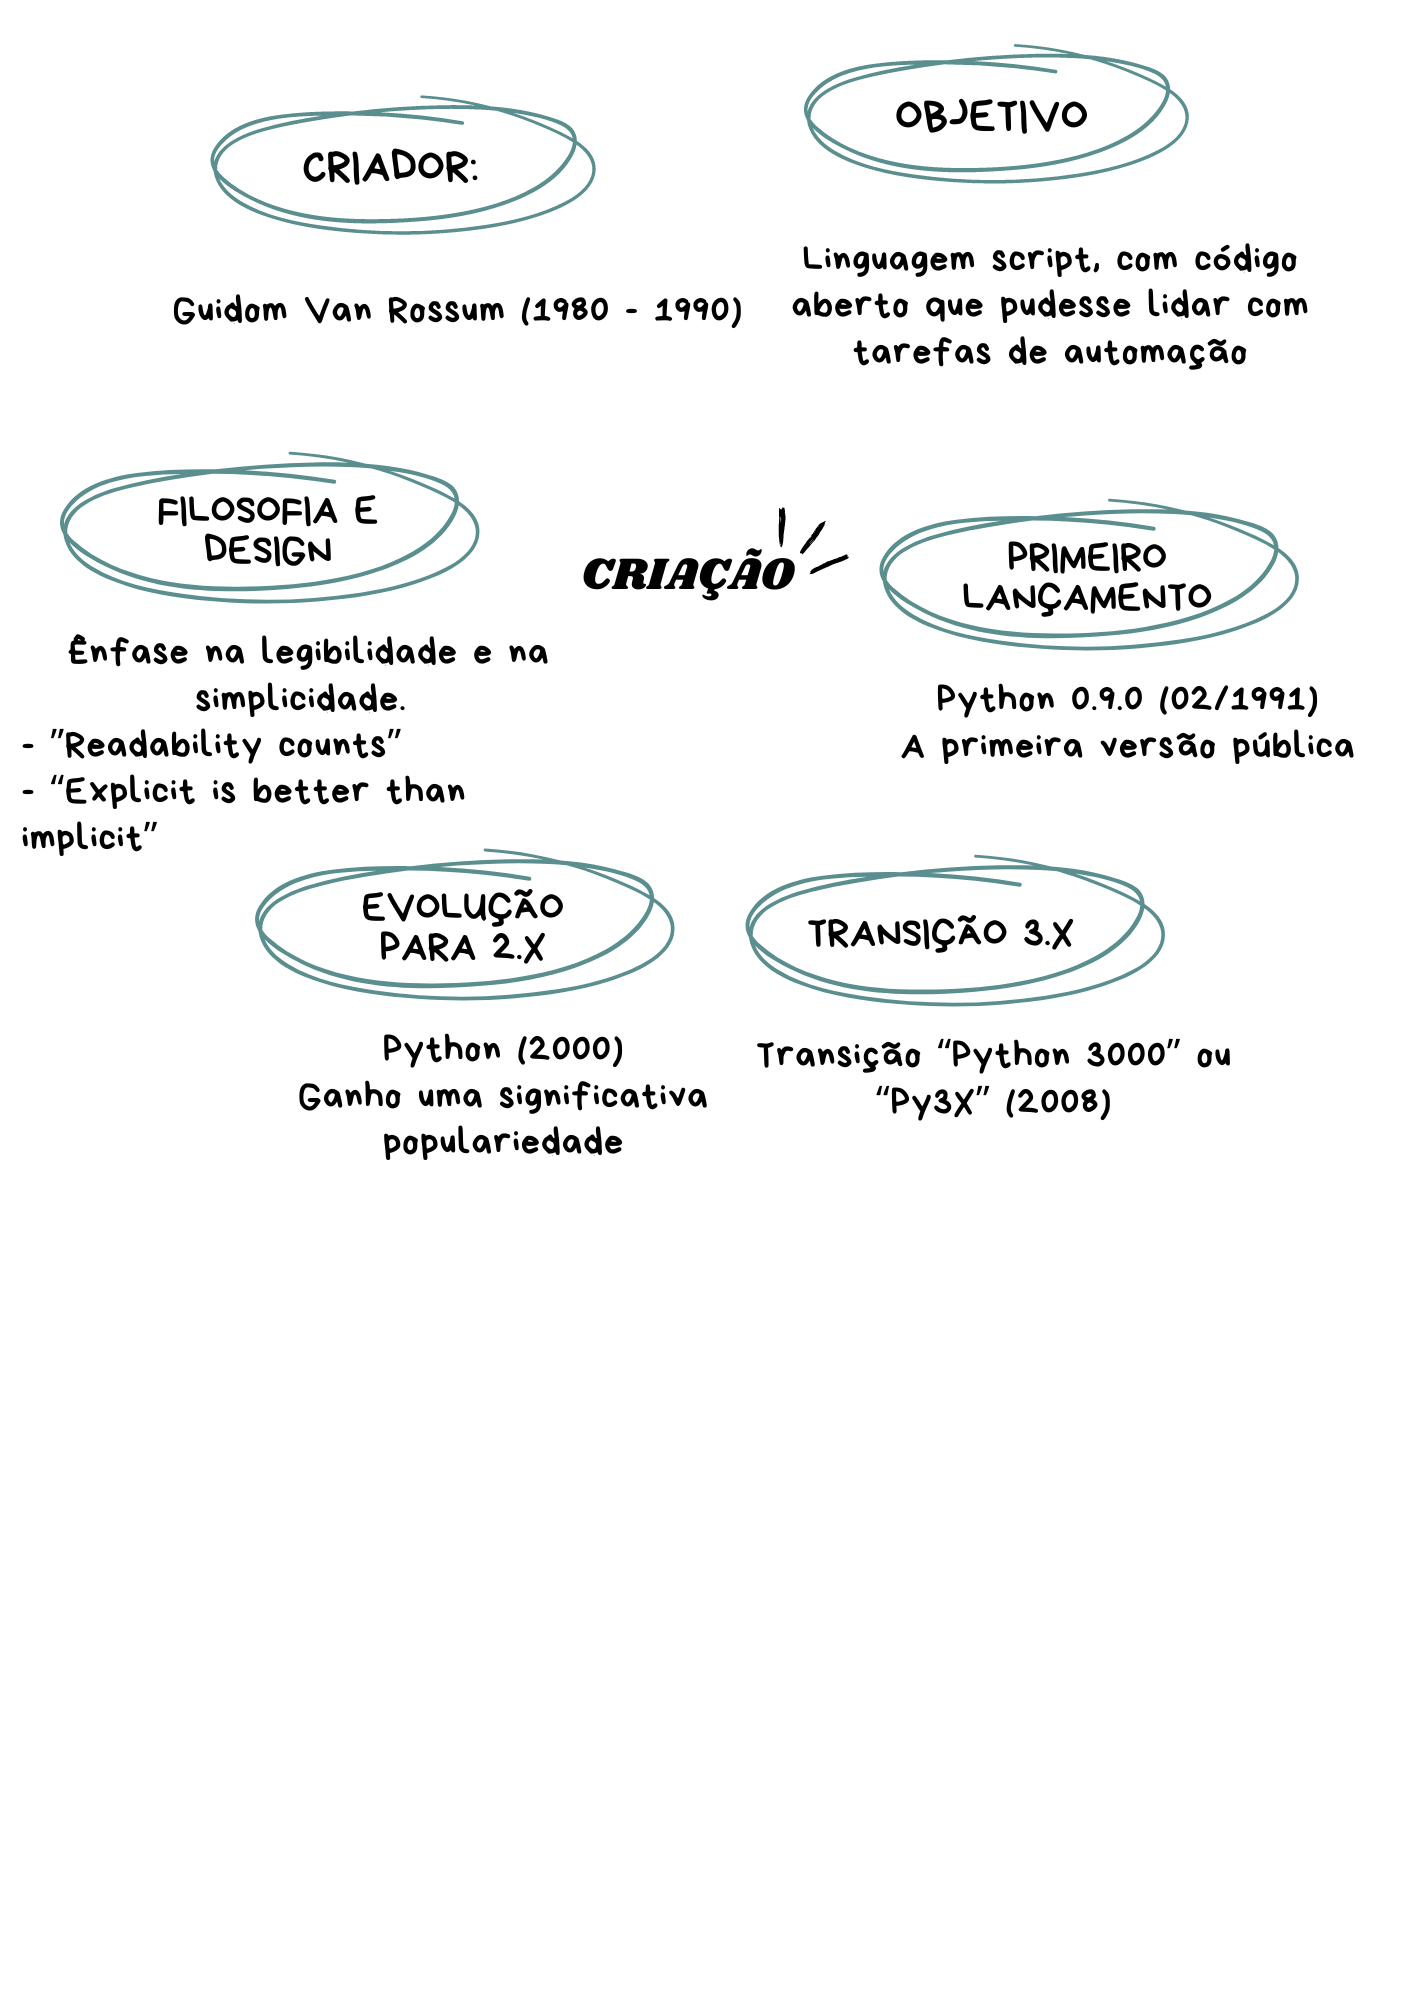 CRIADOR:
Guidom Van Rossum (1980 - 1990)
OBJETIVO
Linguagem script, com código
aberto que pudesse lidar com
tarefas de automação
FILOSOFIA E
DESIGN
Ênfase na legibilidade e na
simplicidade.
- "Readability counts"
- "Explicit is better than
implicit"
CRIAÇÃO
PRIMEIRO
LANÇAMENTO
Python 0.9.0 (02/1991)
A primeira versão pública
EVOLUÇÃO
PARA 2.X
Python (2000)
Ganho uma significativa
populariedade
TRANSIÇÃO 3.X
Transição "Python 3000" ou
"Py3X" (2008)